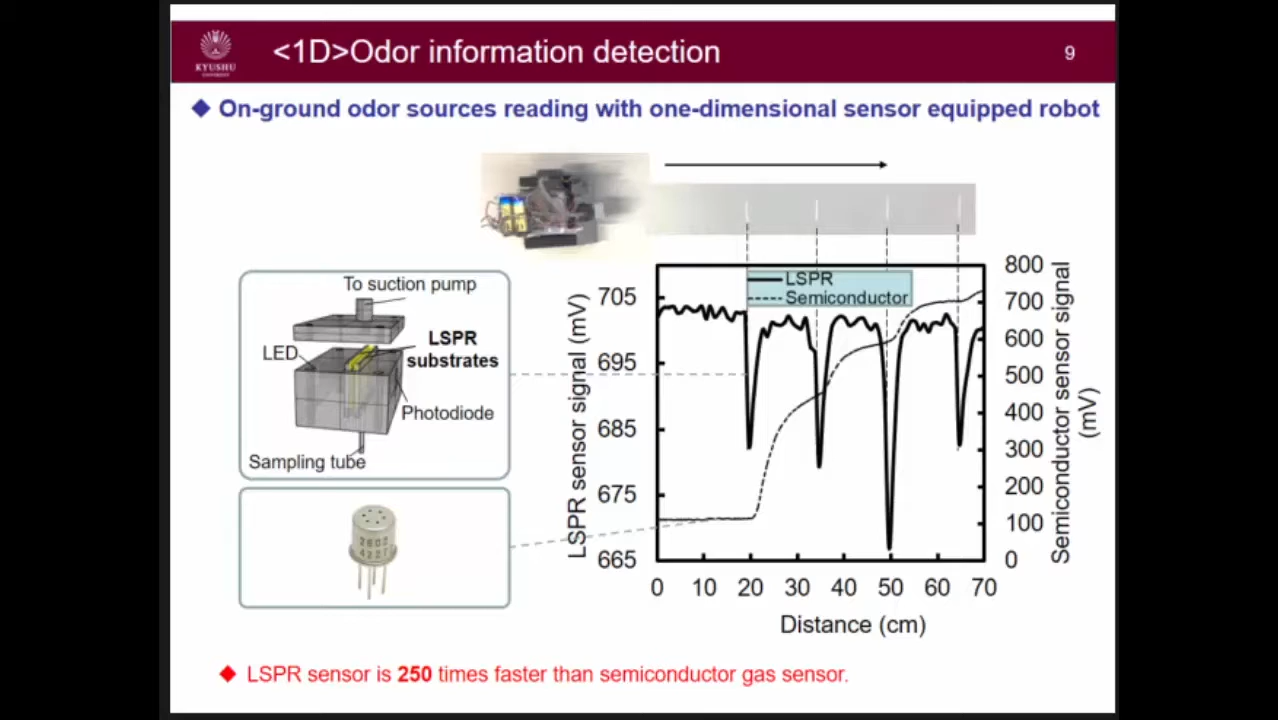 KYUSHU
UNIVERSITY
<1D>Odor information detection
9
On-ground odor sources reading with one-dimensional sensor equipped robot
To suction pump
LED
LSPR
substrates
Photodiode
Sampling tube
2602
LSPR sensor signal (mV)
705
695
685
675
665
LSPR
Semiconductor
800
700
600
500
400
300
200
100
0
Semiconductor sensor signal
(mV)
0 10 20 30 40 50 60 70
Distance (cm)
LSPR sensor is 250 times faster than semiconductor gas sensor.